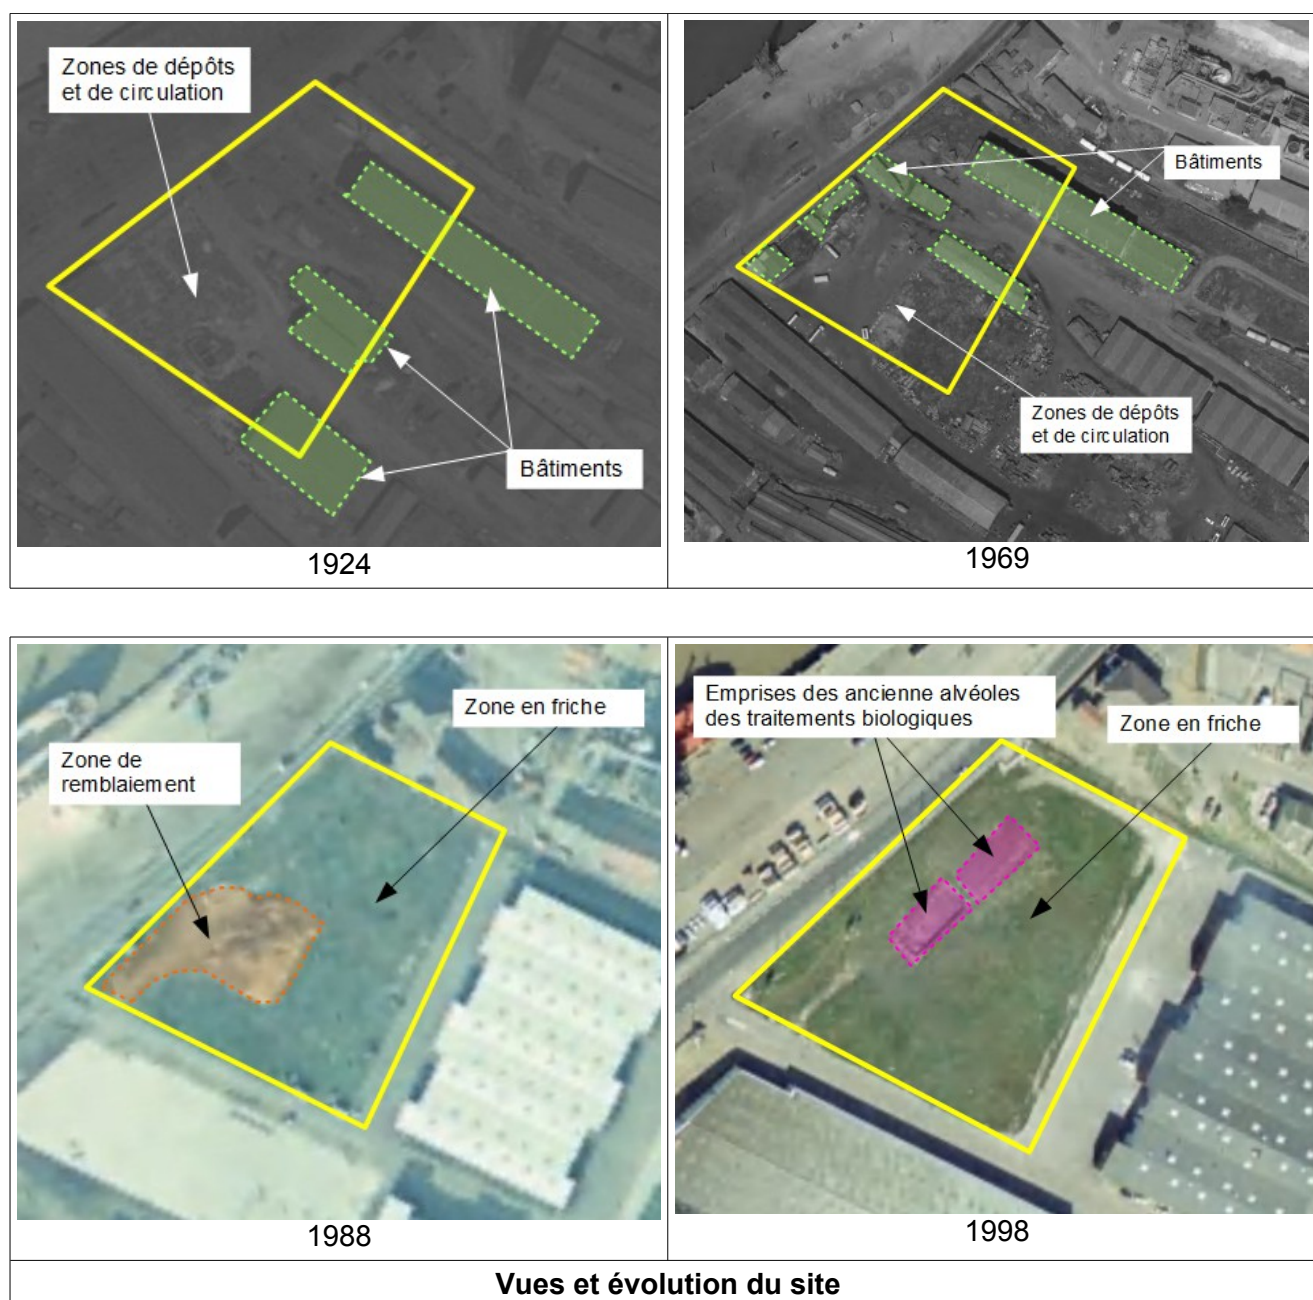 Zones de dépôts
et de circulation
Bâtiments
1924
Bâtiments
Zones de dépôts
et de circulation
1969
Zone en friche
Zone de
remblaiement
1988
Emprises des ancienne alvéoles
des traitements biologiques
Zone en friche
1998
Vues et évolution du site